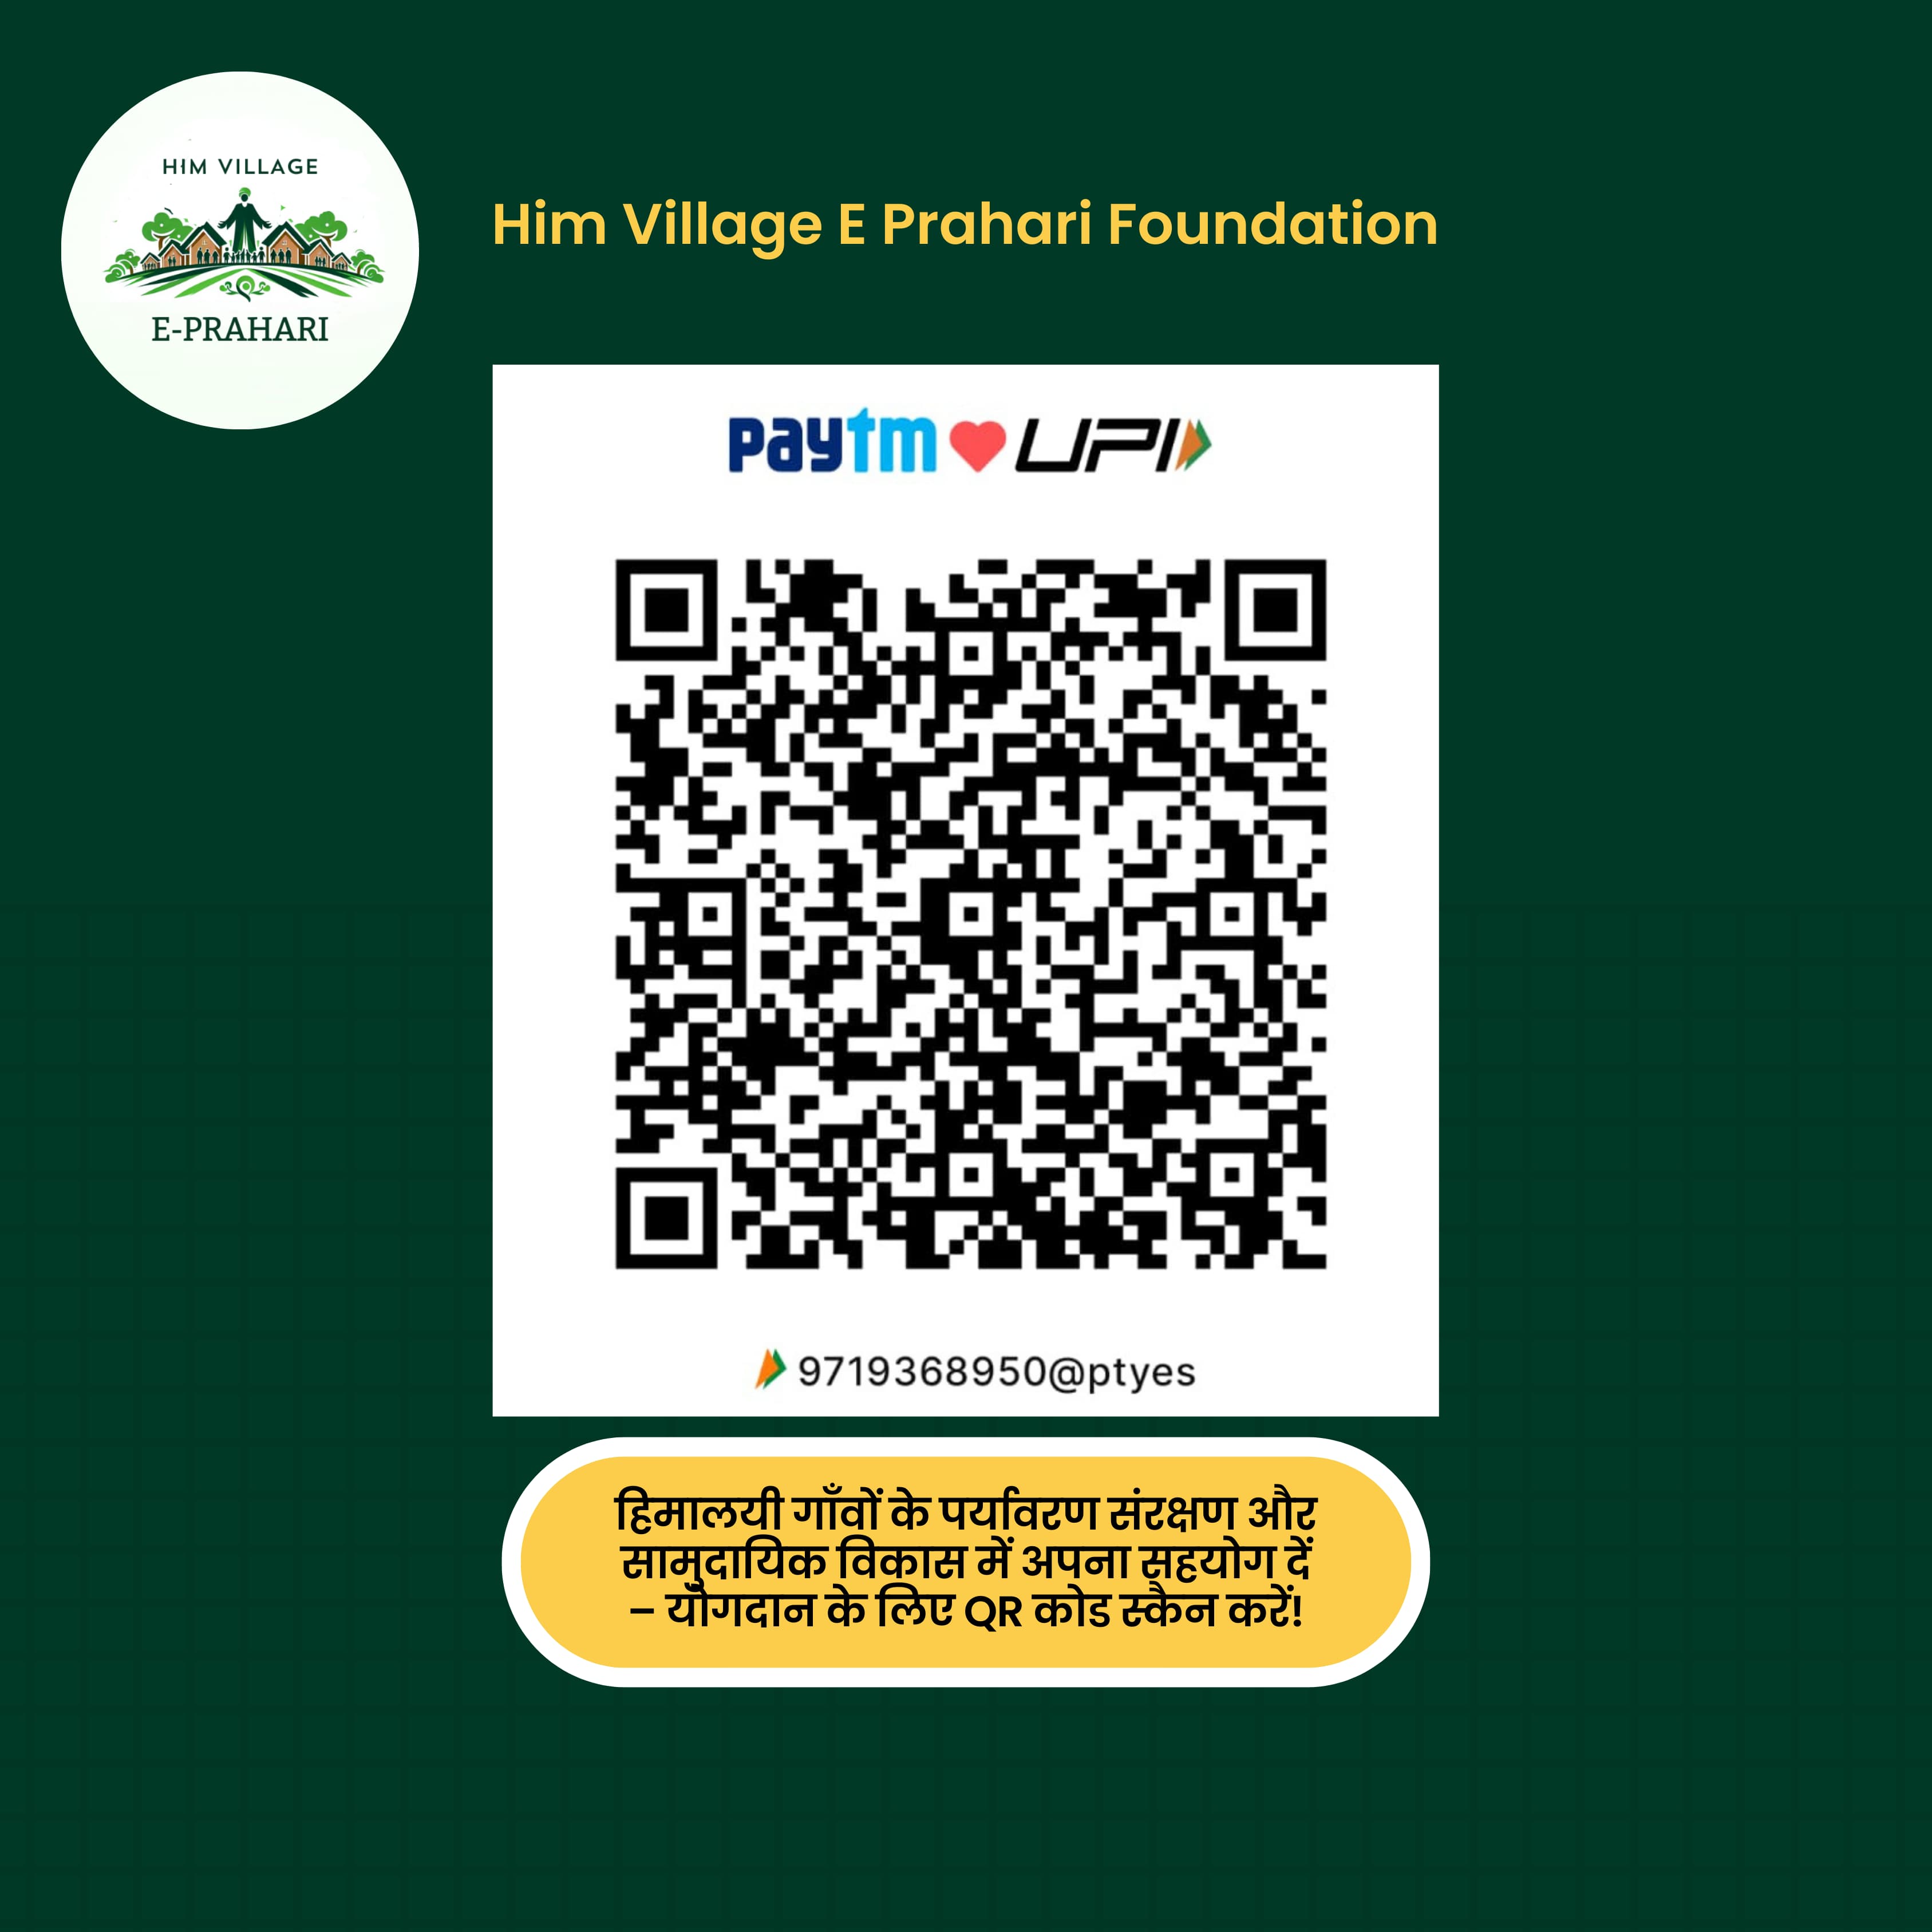 HIM VILLAGE
E-PRAHARI
Him Village E Prahari Foundation
paytm UPI
9719368950@ptyes
हिमालयी गाँवों के पर्यावरण संरक्षण और
सामुदायिक विकास में अपना सहयोग दें
– योगदान के लिए QR कोड स्कैन करें!